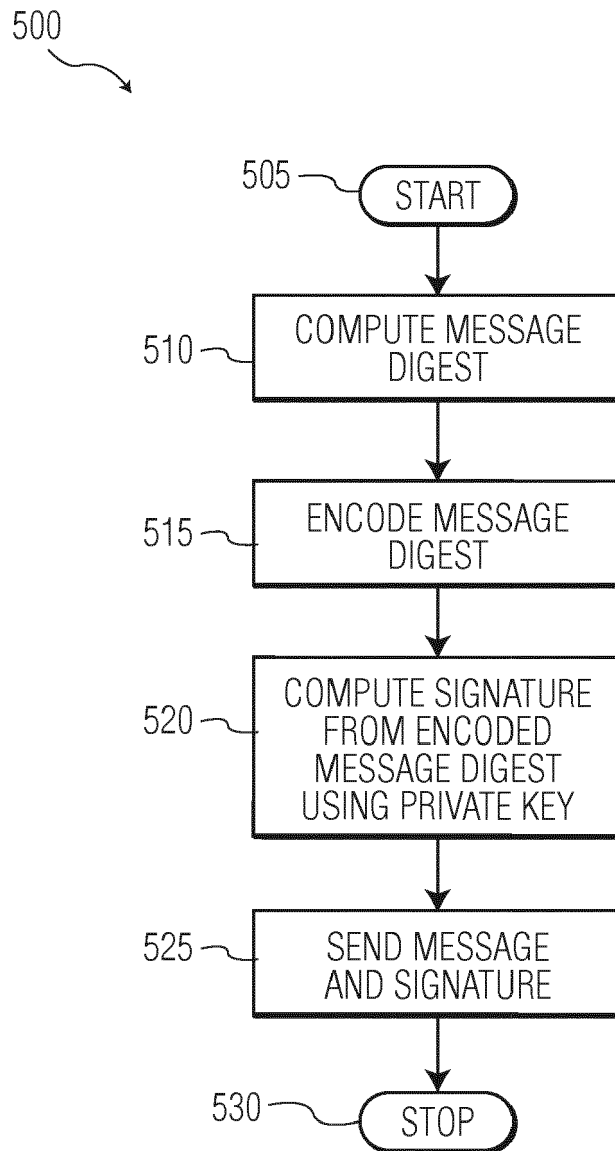 500
505
START
510
COMPUTE MESSAGE
DIGEST
515
ENCODE MESSAGE
DIGEST
520
COMPUTE SIGNATURE
FROM ENCODED
MESSAGE DIGEST
USING PRIVATE KEY
525
SEND MESSAGE
AND SIGNATURE
530
STOP